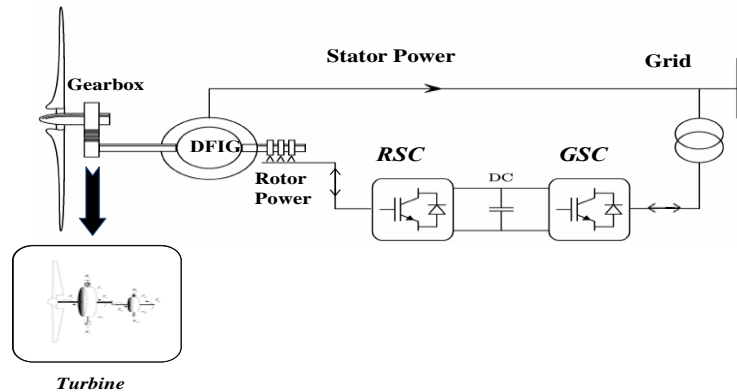 Stator Power
Grid
Gearbox
DFIG
RSC
GSC
DC
Rotor
Power
Turbine